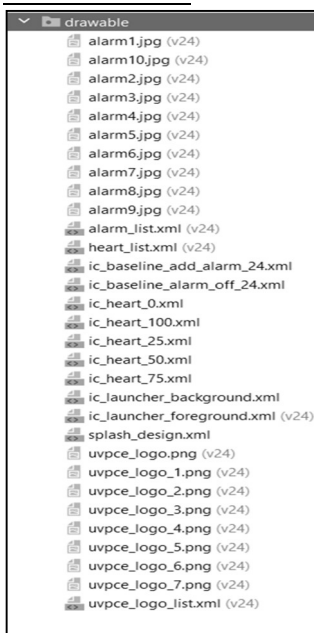 drawable
alarm1.jpg (v24)
alarm10.jpg (v24)
alarm2.jpg (v24)
alarm3.jpg (v24)
alarm4.jpg (v24)
alarm5.jpg (v24)
alarm6.jpg (v24)
alarm7.jpg (v24)
alarm8.jpg (v24)
alarm9.jpg (v24)
alarm_list.xml (v24)
heart_list.xml (v24)
ic_baseline_add_alarm_24.xml
ic_baseline_alarm_off_24.xml
ic_heart_0.xml
ic_heart_100.xml
ic_heart_25.xml
ic_heart_50.xml
ic_heart_75.xml
ic_launcher_background.xml
ic_launcher_foreground.xml (v24)
splash_design.xml
uvpce_logo.png (v24)
uvpce_logo_1.png (v24)
uvpce_logo_2.png (v24)
uvpce_logo_3.png (v24)
uvpce_logo_4.png (v24)
uvpce_logo_5.png (v24)
uvpce_logo_6.png (v24)
uvpce_logo_7.png (v24)
uvpce_logo_list.xml (v24)